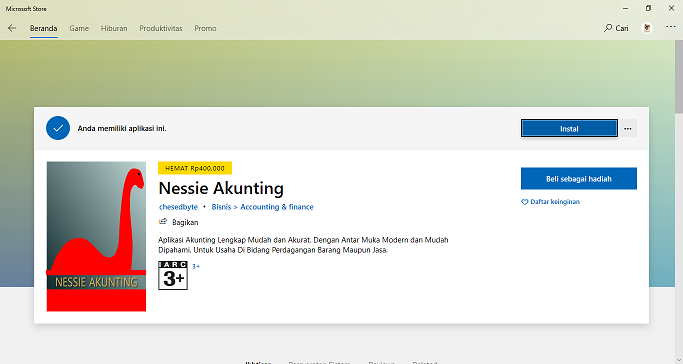 Microsoft Store
Beranda Game Hiburan Produktivitas Promo Cari
Anda memiliki aplikasi ini. Instal
HEMAT Rp400.000
Nessie Akunting
Beli sebagai hadiah
chesedbyte • Bisnis > Accounting & finance
Daftar keinginan
Bagikan
Aplikasi Akunting Lengkap Mudah dan Akurat. Dengan Antar Muka Modern dan Mudah
Dipahami. Untuk Usaha Di Bidang Perdagangan Barang Maupun Jasa.
IARC
3+
3+
NESSIE AKUNTING